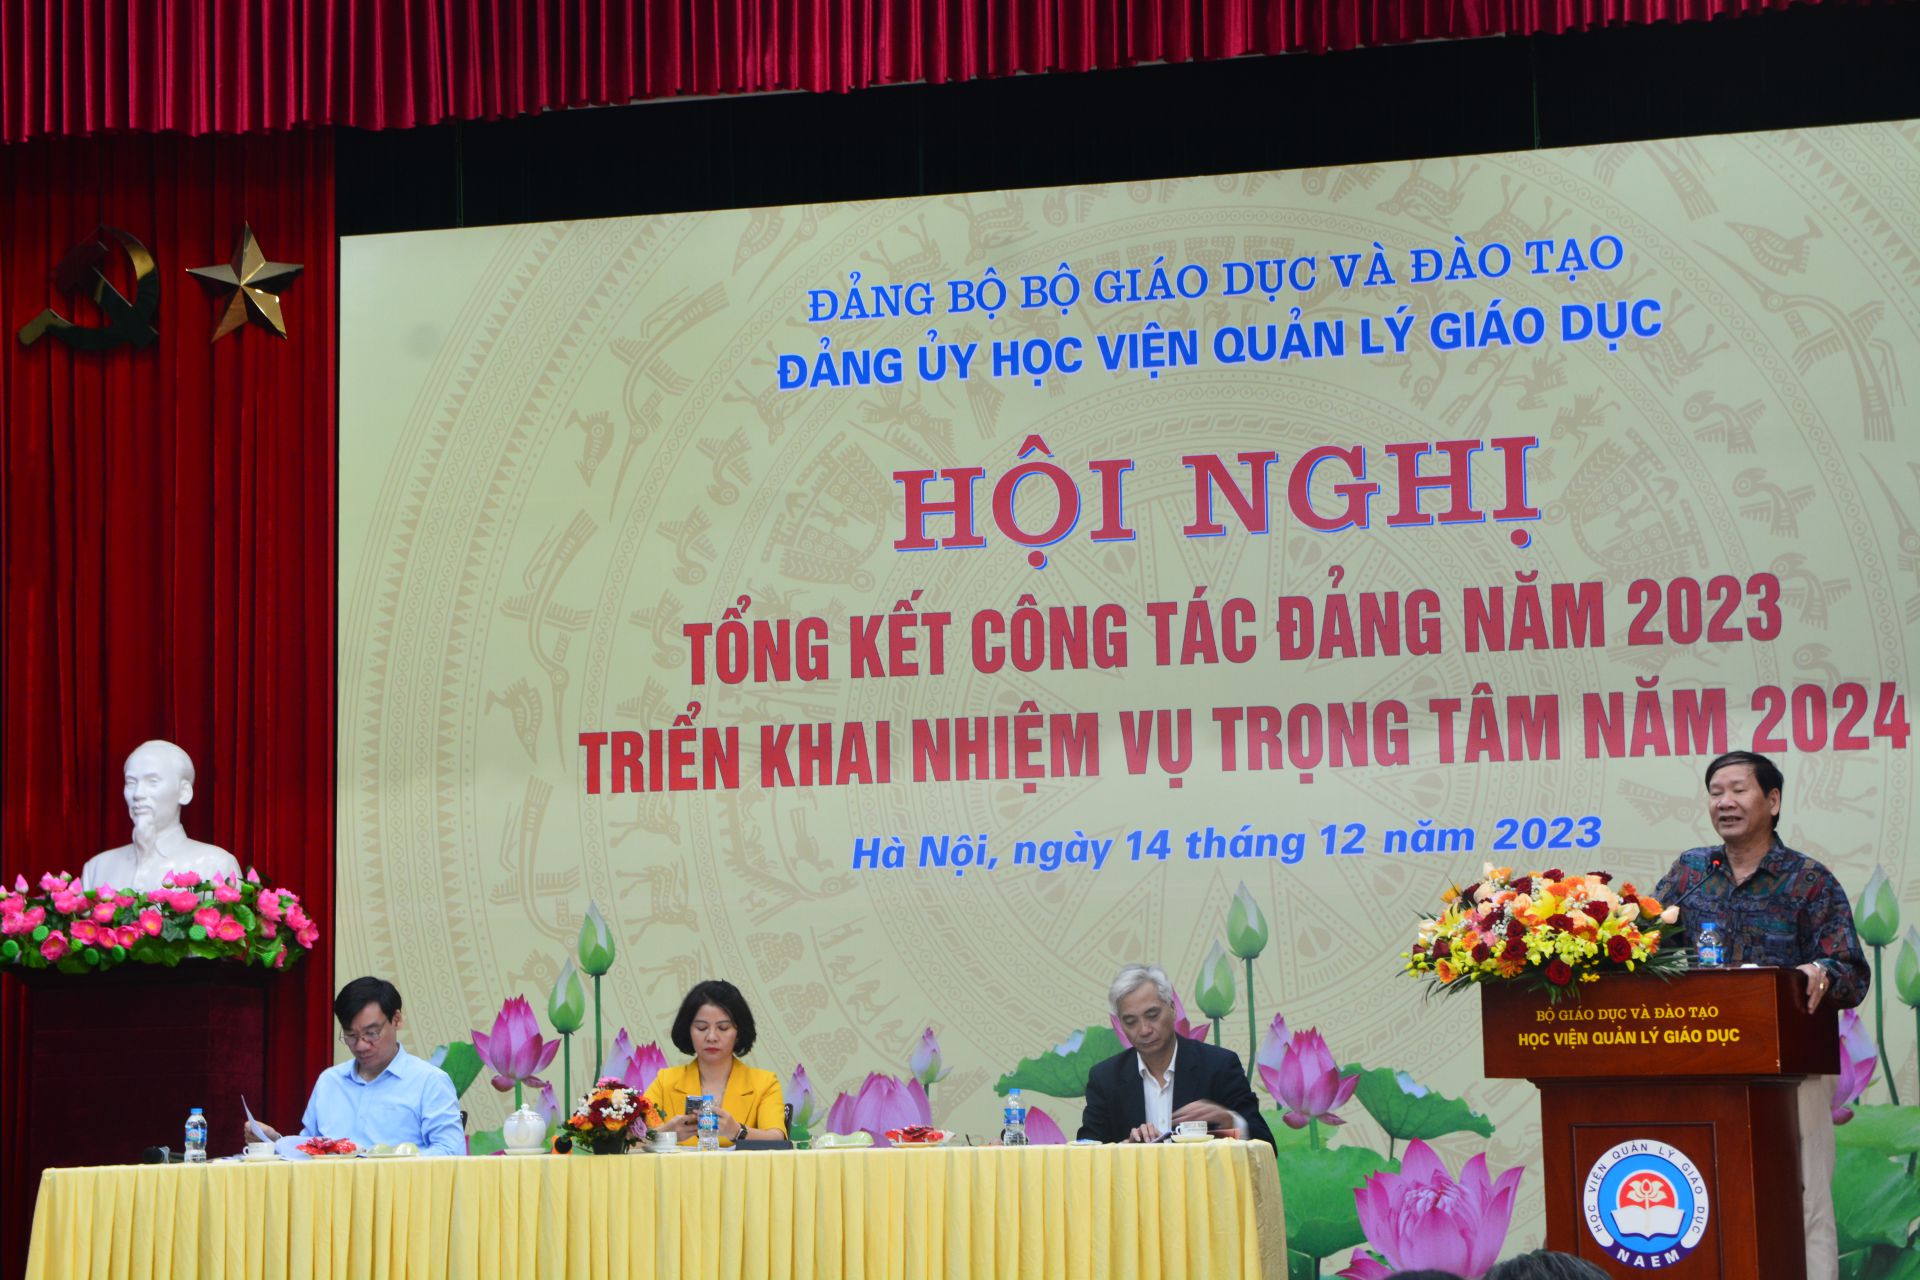 ĐẢNG BỘ BỘ GIÁO DỤC VÀ ĐÀO TẠO
ĐẢNG ỦY HỌC VIỆN QUẢN LÝ GIÁO DỤC
HỘI NGHỊ
TỔNG KẾT CÔNG TÁC ĐẢNG NĂM 2023
TRIỂN KHAI NHIỆM VỤ TRỌNG TÂM NĂM 2024
Hà Nội, ngày 14 tháng 12 năm 2023
BỘ GIÁO DỤC VÀ ĐÀO TẠO
HỌC VIỆN QUẢN LÝ GIÁO DỤC
HỌC VIỆN QUẢN LÝ GIÁO DỤC
NAEM